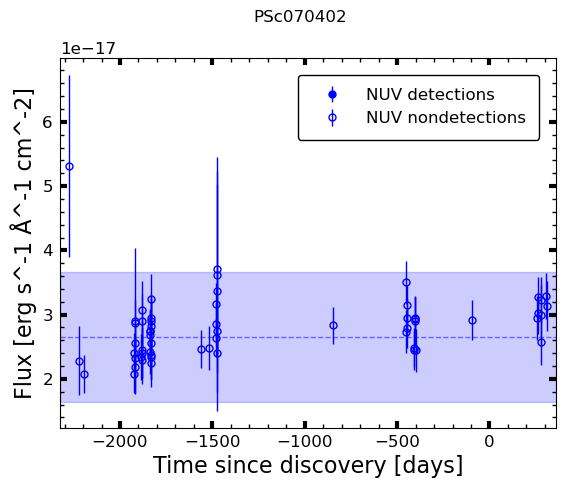 PSc070402
1e−17
NUV detections
NUV nondetections
6
5
4
3
2
Flux [erg s^-1 Å^-1 cm^-2]
−2000
−1500
−1000
−500
0
Time since discovery [days]